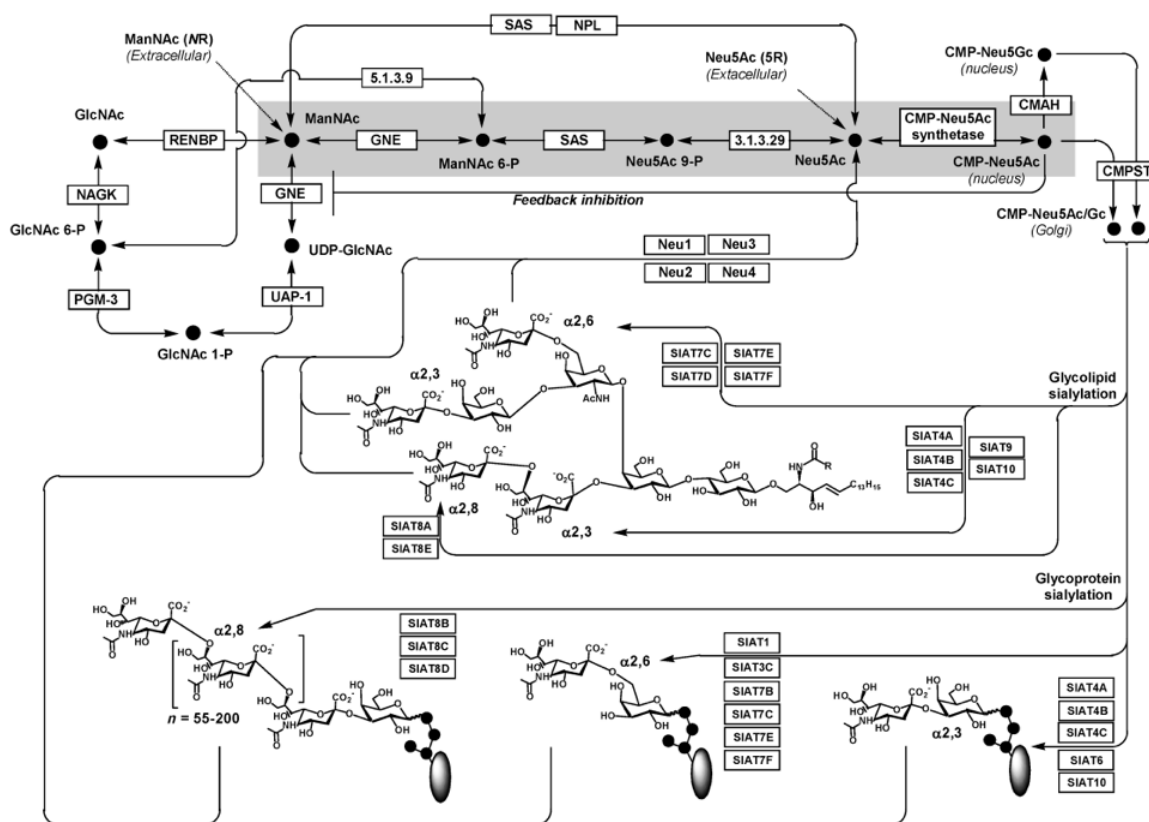 SAS NPL
ManNAc (NR)
(Extracellular)
5.1.3.9
Neu5Ac (5R)
(Extacellular)
CMP-Neu5Gc
(nucleus)
GlcNAc
RENBP
ManNAc
GNE
ManNAc 6-P
SAS
Neu5Ac 9-P
3.1.3.29
Neu5Ac
CMP-Neu5Ac
synthetase
CMAH
CMP-Neu5Ac
(nucleus)
CMPST
NAGK
GNE
Feedback inhibition
CMP-Neu5Ac/Gc
(Golgi)
GlcNAc 6-P
UDP-GlcNAc
Neu1 Neu3
Neu2 Neu4
PGM-3
UAP-1
GlcNAc 1-P
α2,6
SIAT7C SIAT7E
SIAT7D SIAT7F
Glycolipid
sialylation
α2,3
SIAT4A
SIAT4B
SIAT4C
SIAT9
SIAT10
α2,8
α2,3
SIAT8A
SIAT8E
Glycoprotein
sialylation
α2,8
n = 55-200
SIAT8B
SIAT8C
SIAT8D
α2,6
SIAT1
SIAT3C
SIAT7B
SIAT7C
SIAT7E
SIAT7F
α2,3
SIAT4A
SIAT4B
SIAT4C
SIAT6
SIAT10